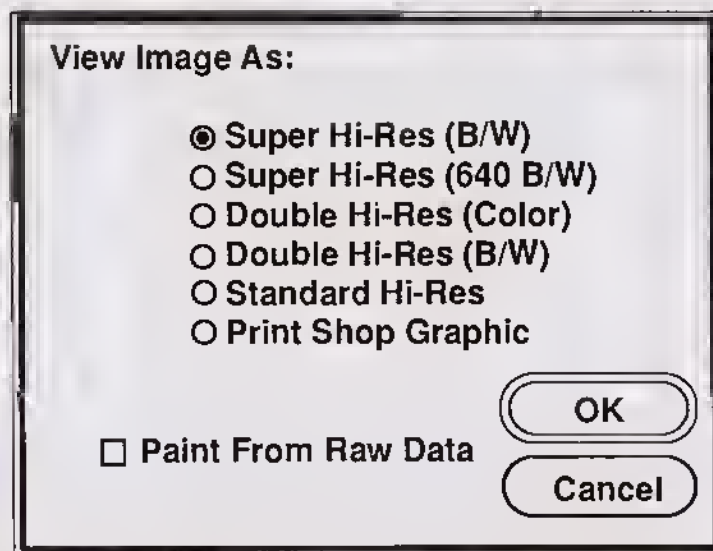 View Image As:
Super Hi-Res (B/W)
Super Hi-Res (640 B/W)
Double Hi-Res (Color)
Double Hi-Res (B/W)
Standard Hi-Res
Print Shop Graphic
OK
Paint From Raw Data
Cancel